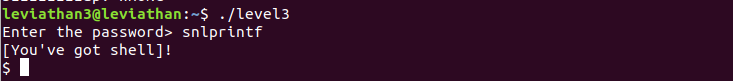 leviathan3@leviathan:~$ ./level3
Enter the password> snlprintf
[You've got shell]!
$